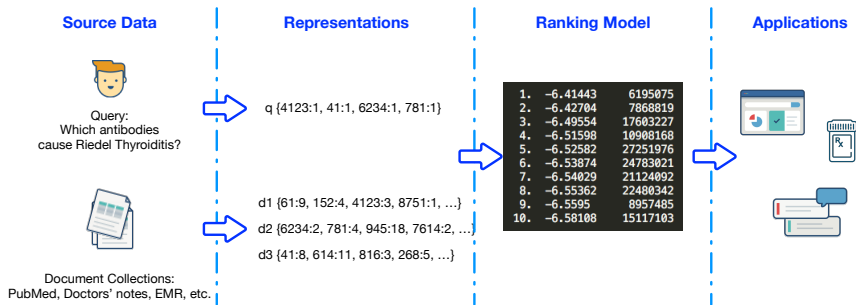 Source Data
Representations
Ranking Model
Applications
Query:
Which antibodies
cause Riedel Thyroiditis?
q {4123:1, 41:1, 6234:1, 781:1}
1. -6.41443 6195075
2. -6.42704 7868819
3. -6.49554 17603227
4. -6.51598 10908168
5. -6.52582 27251976
6. -6.53874 24783021
7. -6.54029 21124092
8. -6.55362 22480342
9. -6.5595 8957485
10. -6.58108 15117103
Rx
d1 {61:9, 152:4, 4123:3, 8751:1, …}
d2 {6234:2, 781:4, 945:18, 7614:2, …}
d3 {41:8, 614:11, 816:3, 268:5, …}
Document Collections:
PubMed, Doctors' notes, EMR, etc.